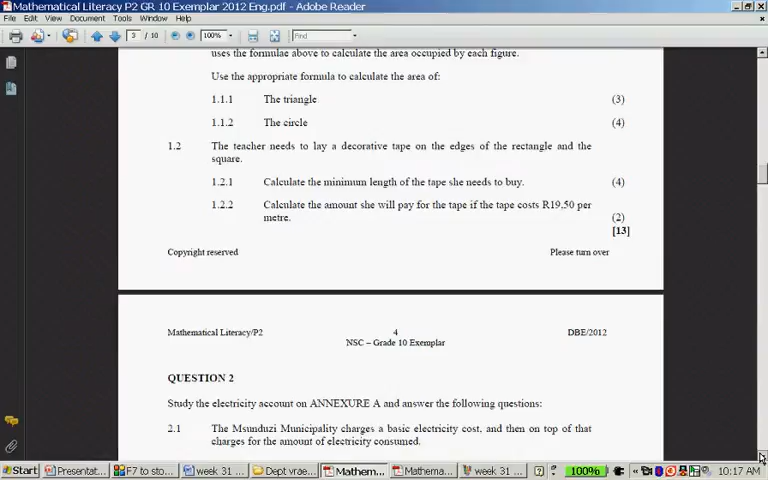 Mathematical Literacy P2 GR 10 Exemplar 2012 Eng.pdf - Adobe Reader
File Edit View Document Tools Window Help
3 / 10 100% Find
uses the formulae above to calculate the area occupied by each figure.
Use the appropriate formula to calculate the area of:
1.1.1 The triangle (3)
1.1.2 The circle (4)
1.2 The teacher needs to lay a decorative tape on the edges of the rectangle and the
square.
1.2.1 Calculate the minimum length of the tape she needs to buy. (4)
1.2.2 Calculate the amount she will pay for the tape if the tape costs R19,50 per
metre. (2)
[13]
Copyright reserved Please turn over
Mathematical Literacy/P2 4 DBE/2012
NSC – Grade 10 Exemplar
QUESTION 2
Study the electricity account on ANNEXURE A and answer the following questions:
2.1 The Msunduzi Municipality charges a basic electricity cost, and then on top of that
charges for the amount of electricity consumed.
Start Presentat... F7 to sto... week 31 ... Dept vrae... Mathem... Mathema... week 31 ... 100% 10:17 AM